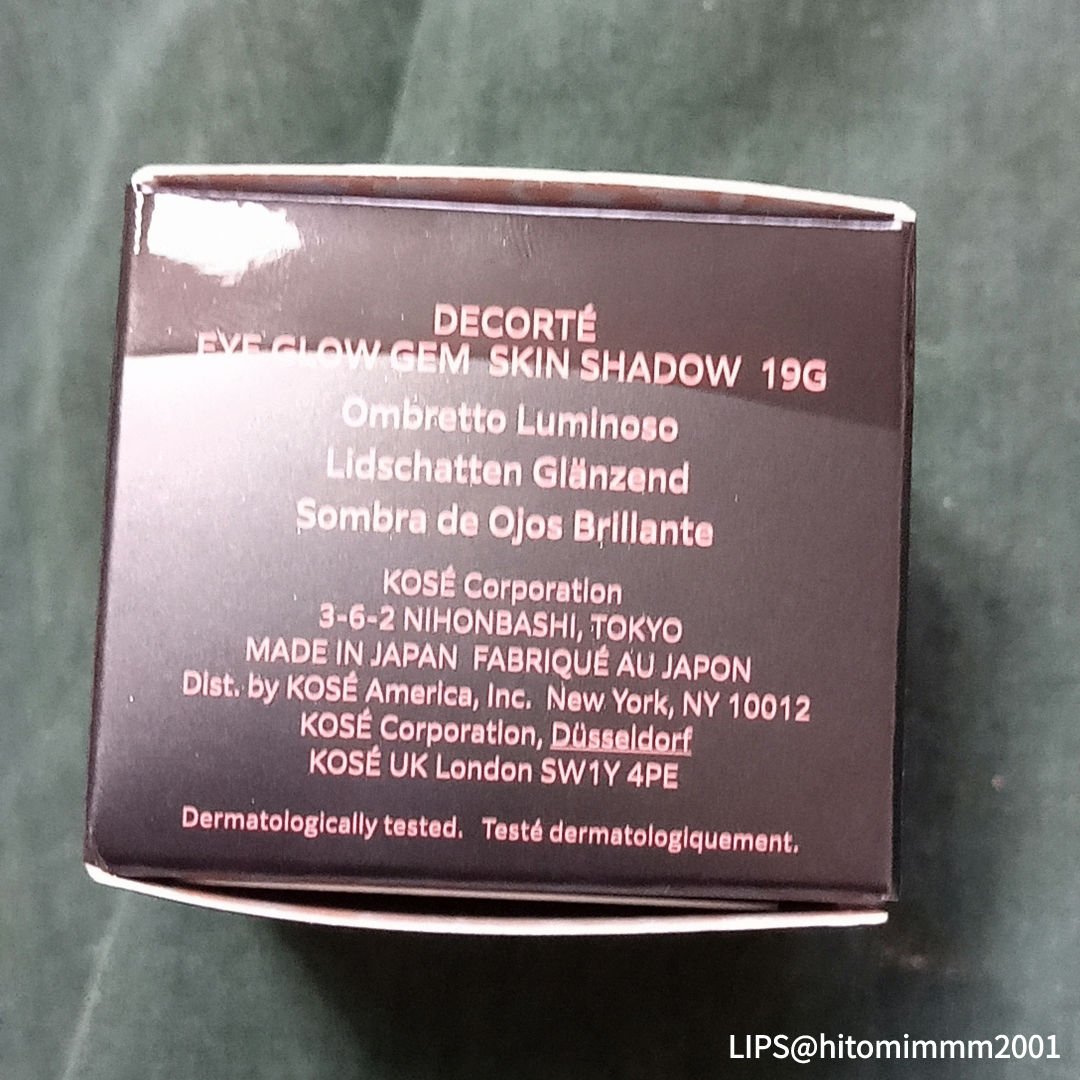 DECORTÉ
EYE GLOW GEM SKIN SHADOW 19G
Ombretto Luminoso
Lidschatten Glänzend
Sombra de Ojos Brillante
KOSÉ Corporation
3-6-2 NIHONBASHI, TOKYO
MADE IN JAPAN FABRIQUÉ AU JAPON
Dist. by KOSÉ America, Inc. New York, NY 10012
KOSÉ Corporation, Düsseldorf
KOSÉ UK London SW1Y 4PE
Dermatologically tested. Testé dermatologiquement.
LIPS@hitomimmm2001